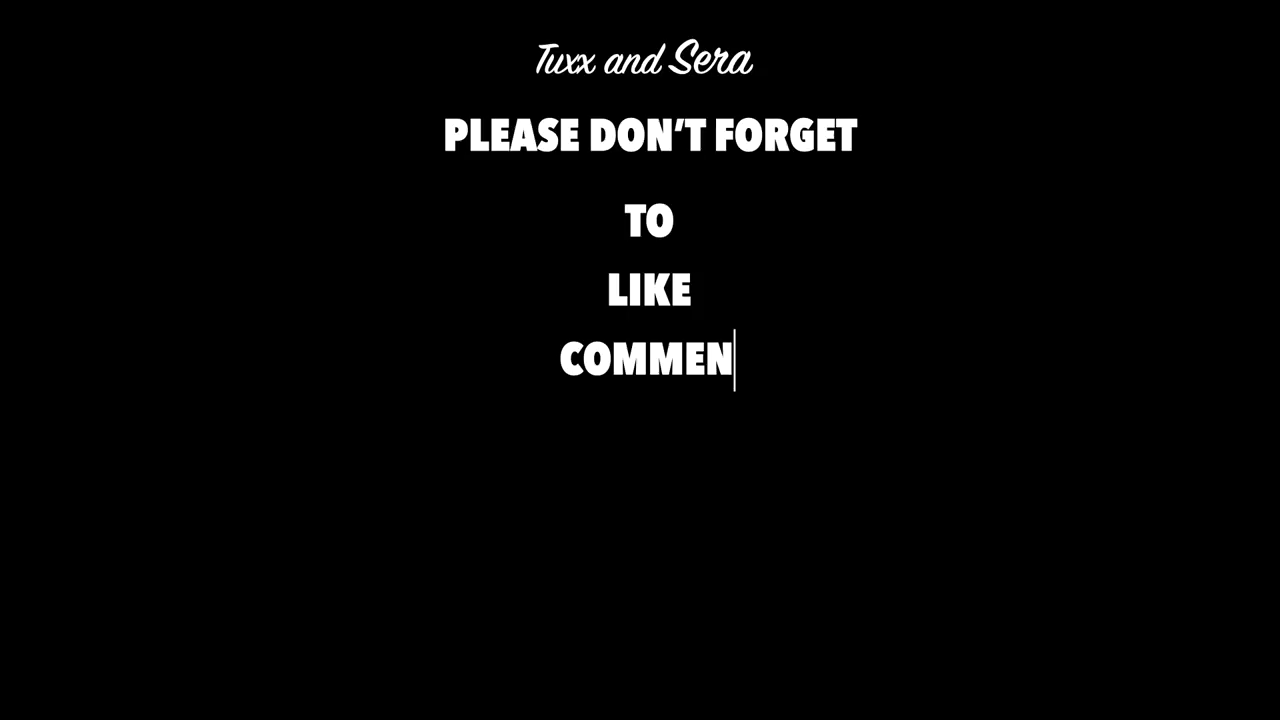 Tuxx and Sera
PLEASE DON'T FORGET
TO
LIKE
COMMEN